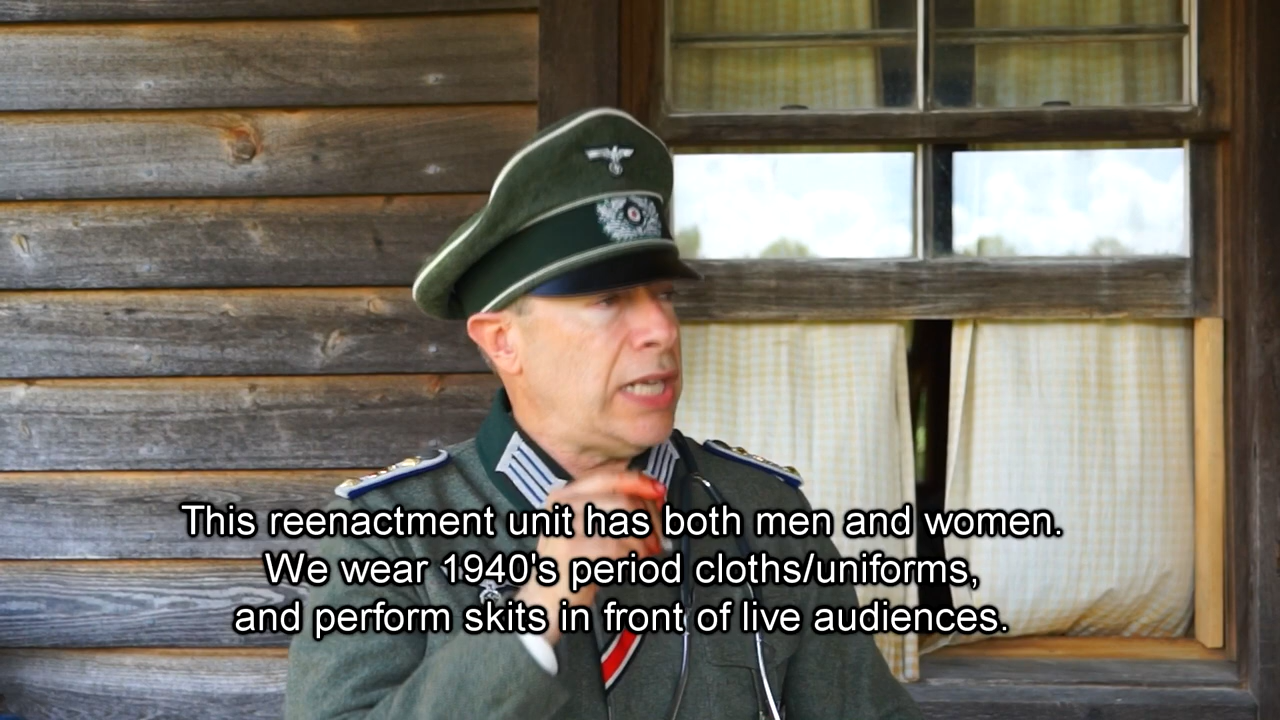 This reenactment unit has both men and women.
We wear 1940's period cloths/uniforms,
and perform skits in front of live audiences.